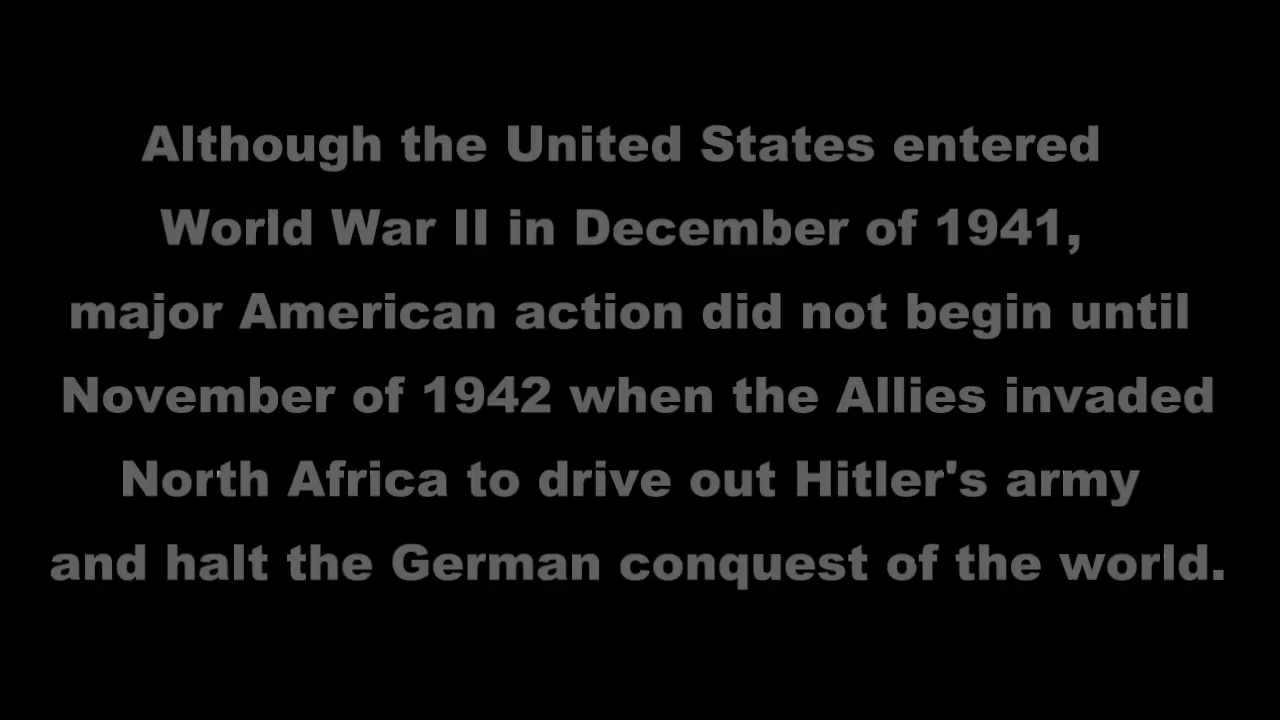 Although the United States entered
World War II in December of 1941,
major American action did not begin until
November of 1942 when the Allies invaded
North Africa to drive out Hitler's army
and halt the German conquest of the world.